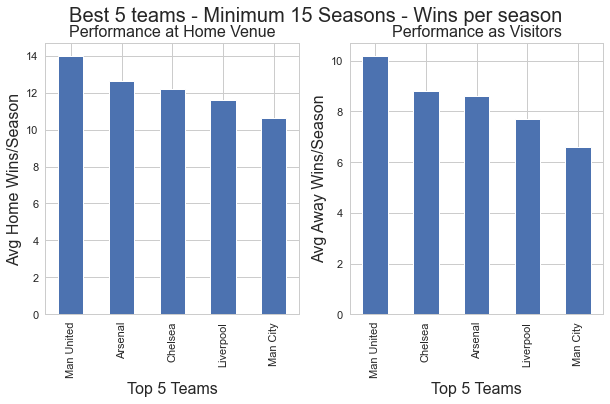 Best 5 teams - Minimum 15 Seasons - Wins per season
Performance at Home Venue
Avg Home Wins/Season
14
12
10
8
6
4
2
0
Man United
Arsenal
Chelsea
Liverpool
Man City
Top 5 Teams
Performance as Visitors
Avg Away Wins/Season
10
8
6
4
2
0
Man United
Chelsea
Arsenal
Liverpool
Man City
Top 5 Teams